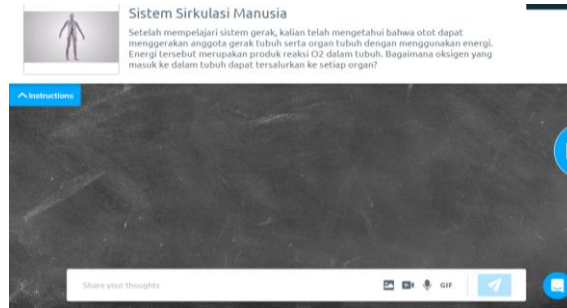 Sistem Sirkulasi Manusia
Setelah mempelajari sistem gerak, kalian telah mengetahui bahwa otot dapat
menggerakan anggota gerak tubuh serta organ tubuh dengan menggunakan energi.
Energi tersebut merupakan produk reaksi O2 dalam tubuh. Bagaimana oksigen yang
masuk ke dalam tubuh dapat tersalurkan ke setiap organ?
Instructions
Share your thoughts
GIF